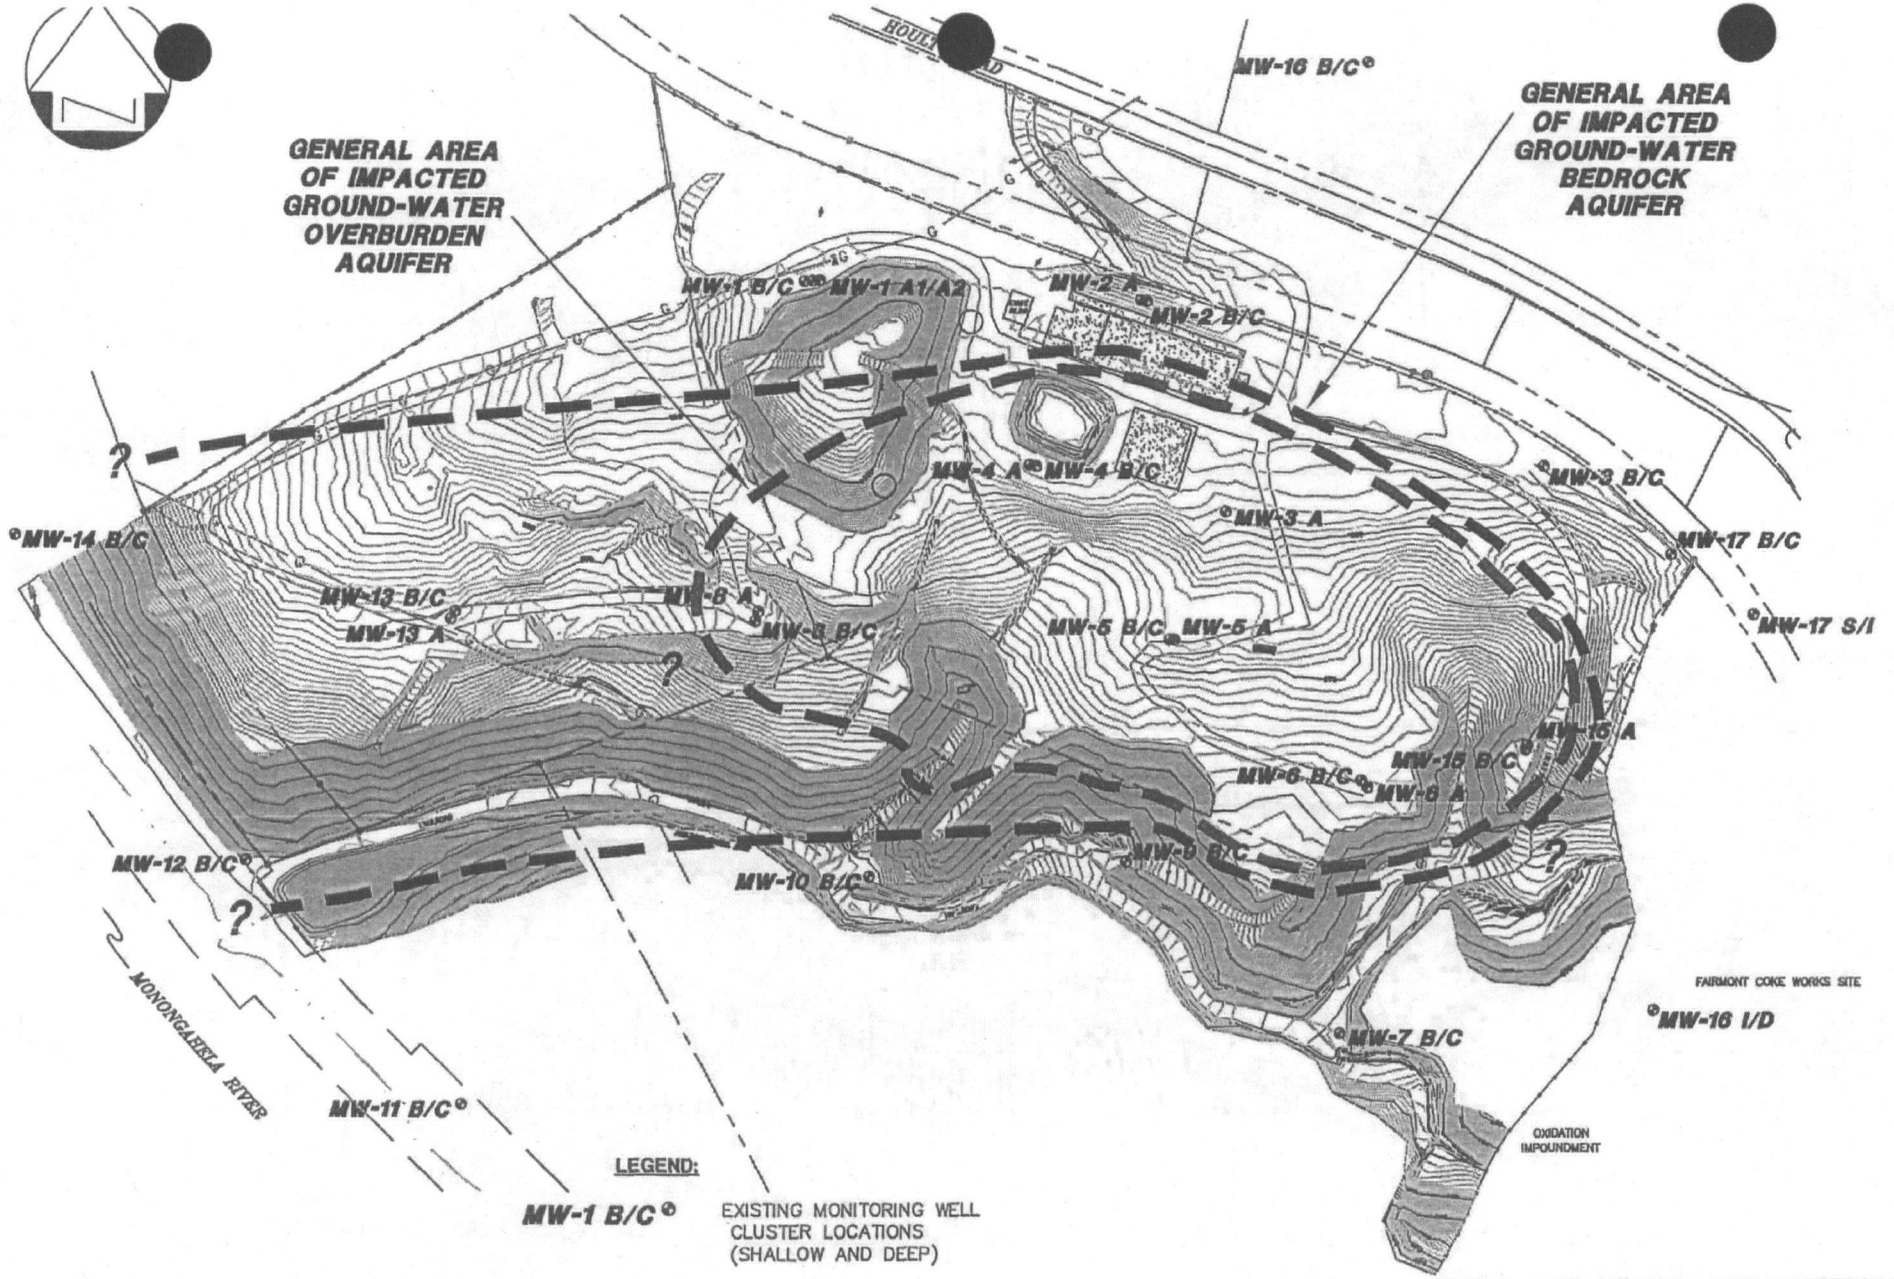 HOULT
AD
MW-16 B/C
GENERAL AREA
OF IMPACTED
GROUND-WATER
BEDROCK
AQUIFER
GENERAL AREA
OF IMPACTED
GROUND-WATER
OVERBURDEN
AQUIFER
N
G
G
G
G
G
G
G
MW-1 B/C
MW-1 A1/A2
MW-2 A
MW-2 B/C
?
MW-4 A
MW-4 B/C
MW-3 B/C
MW-3 A
MW-14 B/C
MW-17 B/C
MW-13 B/C
MW-13 A
MW-8 A
MW-8 B/C
MW-5 B/C
MW-5 A
MW-17 S/I
?
MW-15 A
MW-15 B/C
MW-6 B/C
MW-6 A
MW-12 B/C
MW-10 B/C
MW-9 B/C
?
?
MONONGAHELA RIVER
FAIRMONT COKE WORKS SITE
MW-16 I/D
MW-7 B/C
MW-11 B/C
OXIDATION
IMPOUNDMENT
LEGEND:
MW-1 B/C
EXISTING MONITORING WELL
CLUSTER LOCATIONS
(SHALLOW AND DEEP)